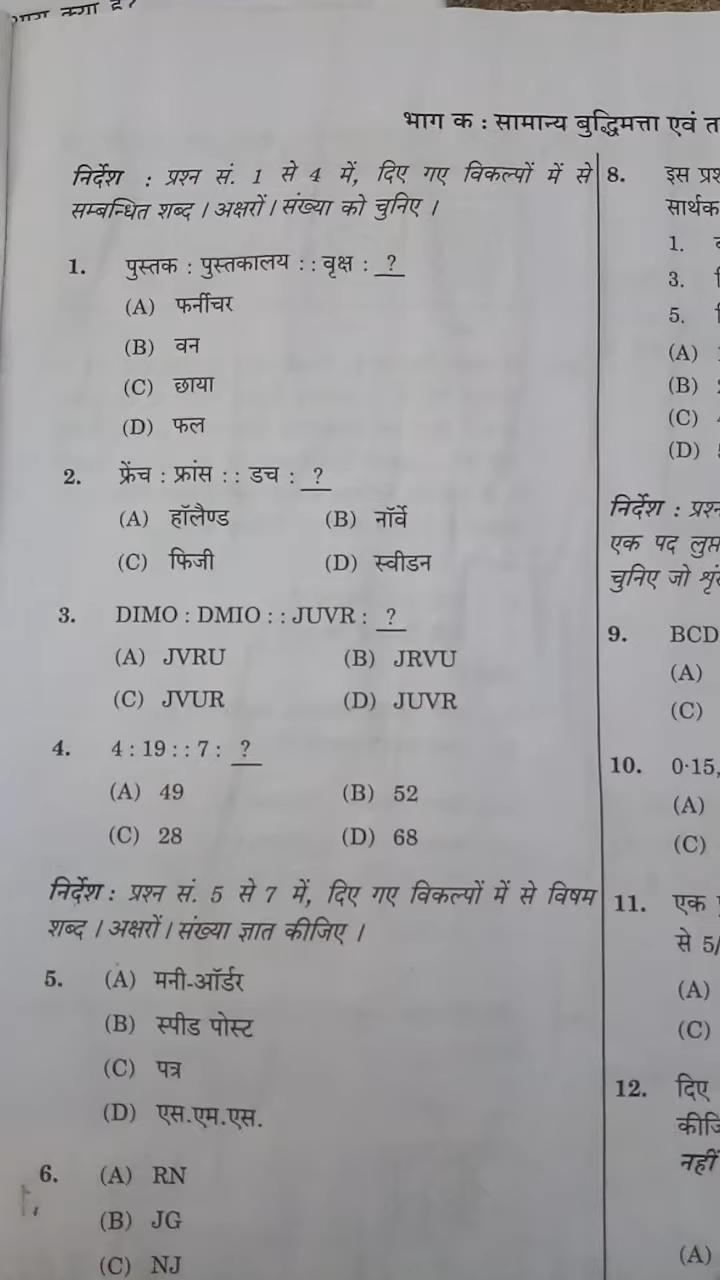 भाग क : सामान्य बुद्धिमत्ता एवं
निर्देश : प्रश्न सं. 1 से 4 में, दिए गए विकल्पों में से
सम्बन्धित शब्द / अक्षरों / संख्या को चुनिए ।
1. पुस्तक : पुस्तकालय : : वृक्ष : ?
(A) फर्नीचर
(B) वन
(C) छाया
(D) फल
2. फ्रेंच : फ्रांस : : डच : ?
(A) हॉलैण्ड (B) नॉर्वे
(C) फिजी (D) स्वीडन
3. DIMO : DMIO : : JUVR : ?
(A) JVRU (B) JRVU
(C) JVUR (D) JUVR
4. 4 : 19 : : 7 : ?
(A) 49 (B) 52
(C) 28 (D) 68
निर्देश : प्रश्न सं. 5 से 7 में, दिए गए विकल्पों में से विषम
शब्द / अक्षरों / संख्या ज्ञात कीजिए ।
5. (A) मनी-ऑर्डर
(B) स्पीड पोस्ट
(C) पत्र
(D) एस.एम.एस.
6. (A) RN
(B) JG
(C) NJ
8. इस
सार्थक
1.
3.
5.
(A)
(B)
(C)
(D)
निर्देश :
एक पद लुप्त
चुनिए जो
9. BCD
(A)
(C)
10. 0·15,
(A)
(C)
11. एक
से 5/
(A)
(C)
12. दिए
नहीं
(A)